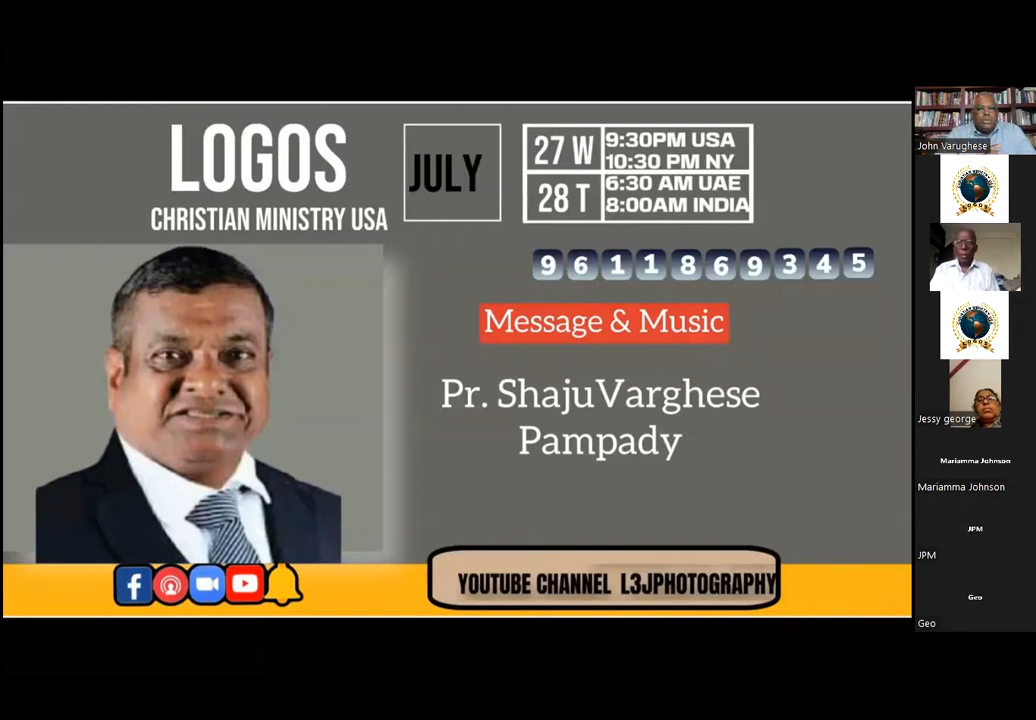 LOGOS
CHRISTIAN MINISTRY USA
JULY
27 W
9:30PM USA
10:30 PM NY
28 T
6:30 AM UAE
8:00AM INDIA
9611869345
Message & Music
Pr. ShajuVarghese
Pampady
YOUTUBE CHANNEL L3JPHOTOGRAPHY
John Varughese
LOGOS
LOGOS
Jessy george
Mariamma Johnson
Mariamma Johnson
JPM
JPM
Geo
Geo